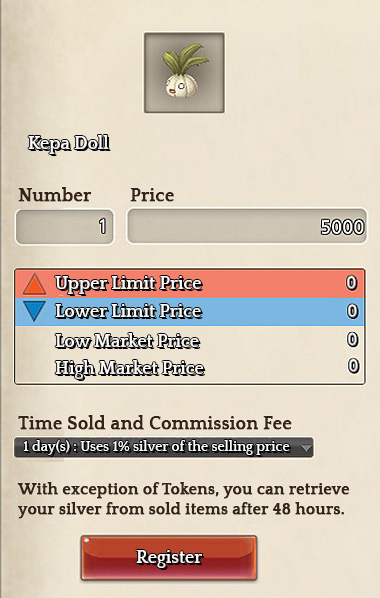 Kepa Doll
Number Price
1 5000
Upper Limit Price 0
Lower Limit Price 0
Low Market Price 0
High Market Price 0
Time Sold and Commission Fee
1 day(s) : Uses 1% silver of the selling price
With exception of Tokens, you can retrieve
your silver from sold items after 48 hours.
Register